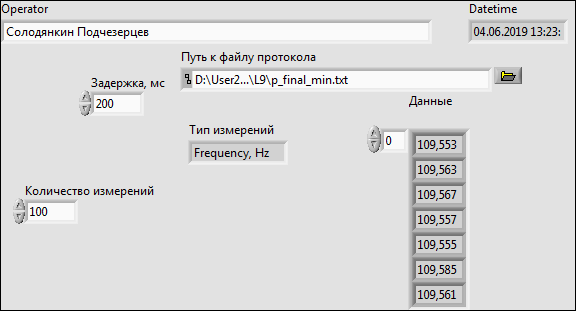 Operator
Datetime
Солодянкин Подчезерцев
04.06.2019 13:23:
Путь к файлу протокола
D:\User2...\L9\p_final_min.txt
Задержка, мс
200
Данные
Тип измерений
Frequency, Hz
0
109,553
109,563
109,567
109,557
109,555
109,585
109,561
Количество измерений
100